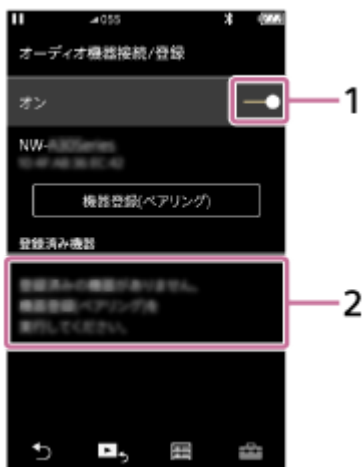 055
オーディオ機器接続/登録
オン
1
NW-
機器登録(ペアリング)
登録済み機器
登録済みの機器がありません。
機器登録(ペアリング)を
実行してください。
2